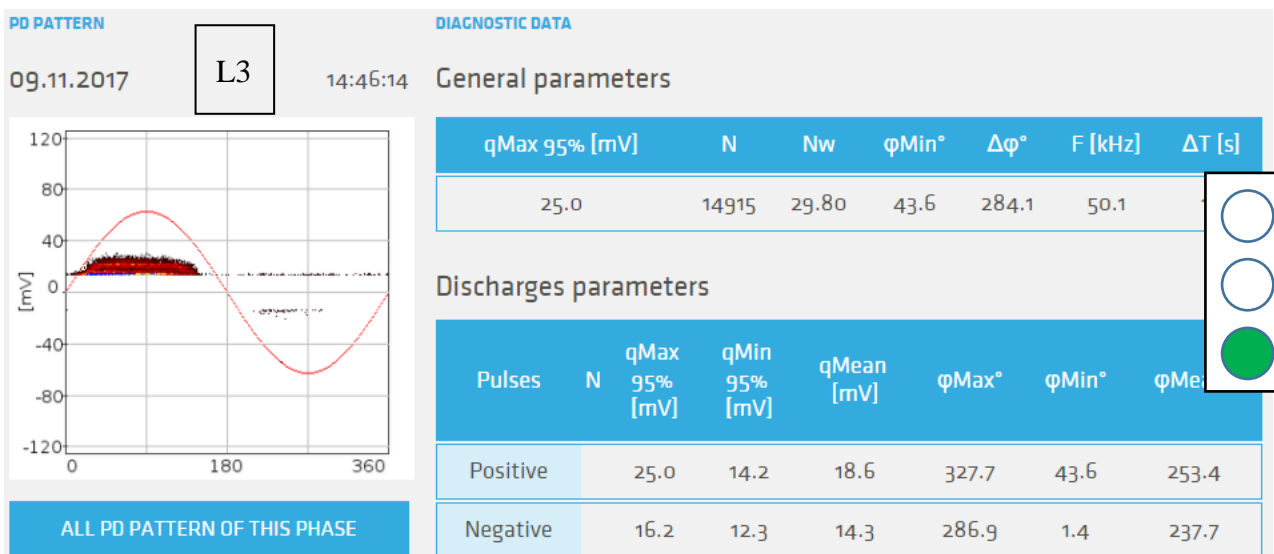 PD PATTERN
09.11.2017 L3 14:46:14
120
80
40
0
-40
-80
-120
[mV]
0 180 360
ALL PD PATTERN OF THIS PHASE
DIAGNOSTIC DATA
General parameters
qMax 95% [mV] N Nw φMin° Δφ° F [kHz] ΔT [s]
25.0 14915 29.80 43.6 284.1 50.1
Discharges parameters
Pulses N qMax 95% [mV] qMin 95% [mV] qMean [mV] φMax° φMin°
Positive 25.0 14.2 18.6 327.7 43.6 253.4
Negative 16.2 12.3 14.3 286.9 1.4 237.7